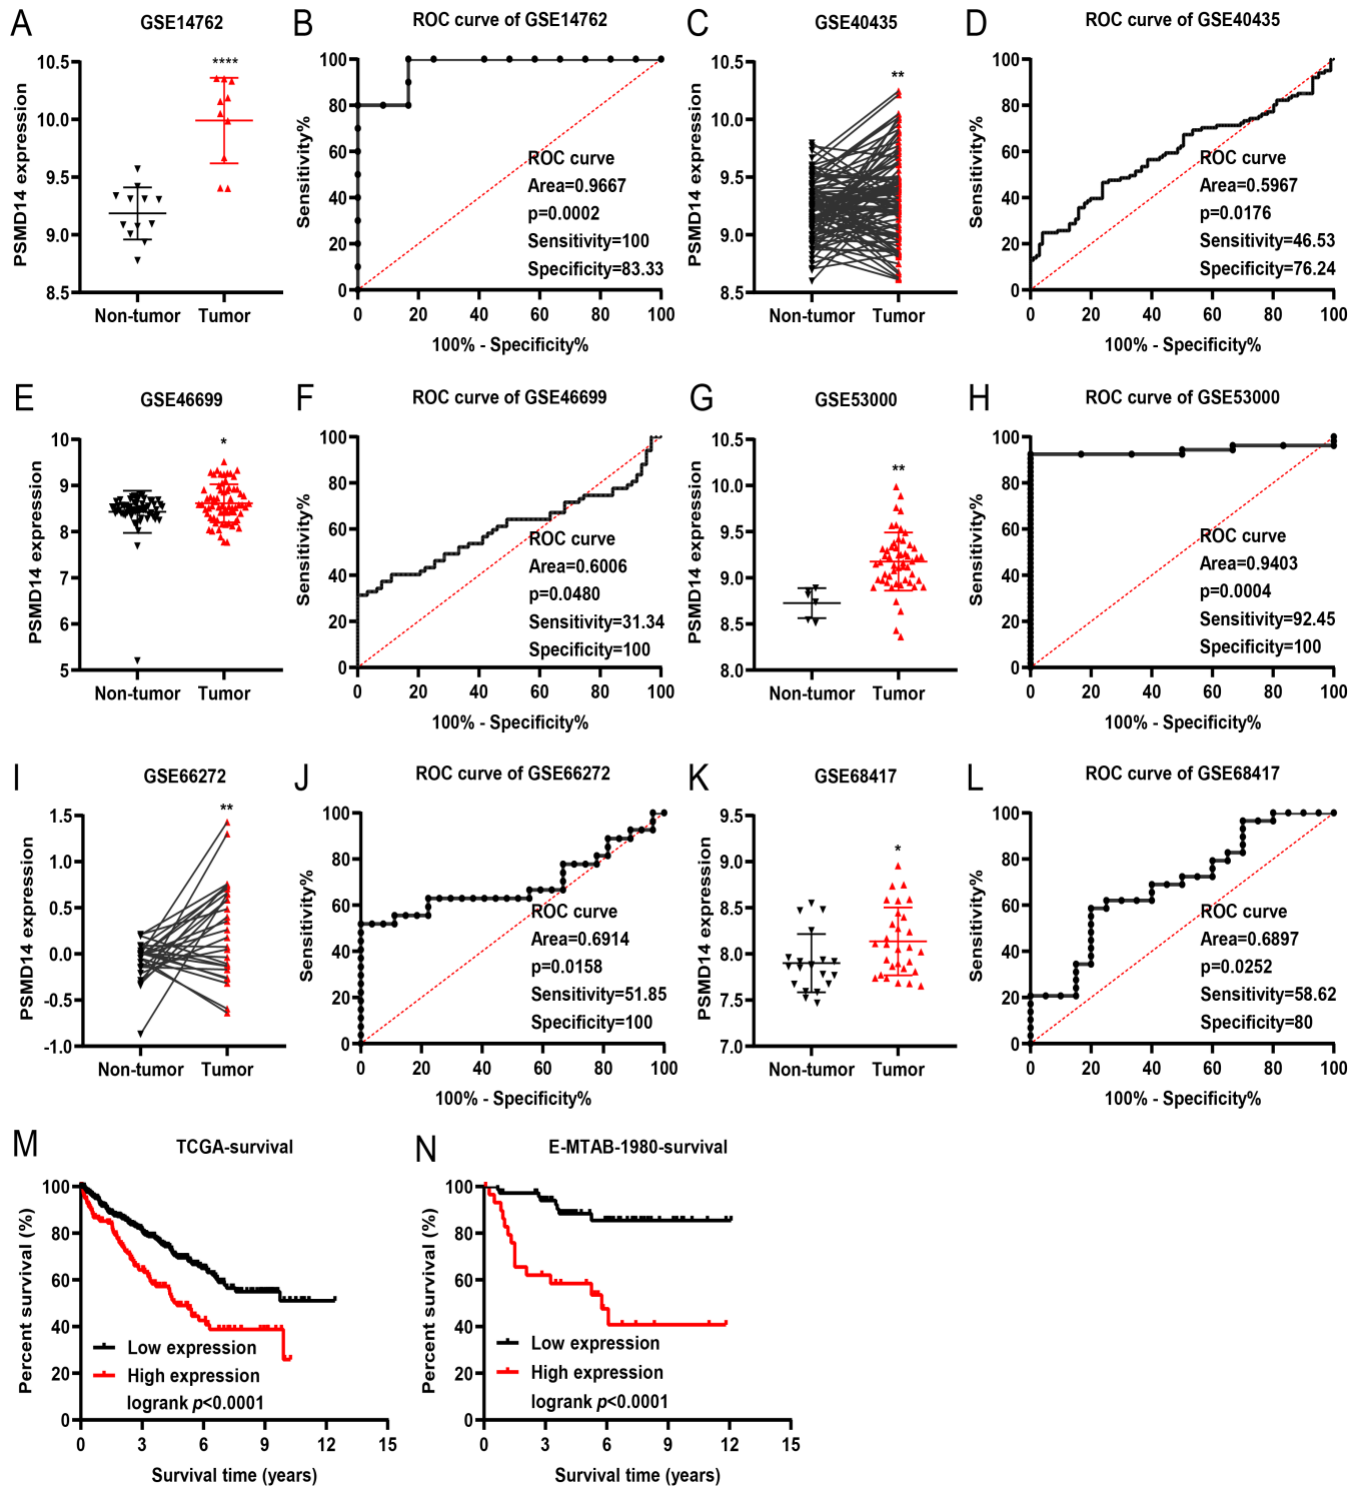 A
GSE14762
PSMD14 expression
10.5
10.0
9.5
9.0
8.5
****
Non-tumor
Tumor
B
ROC curve of GSE14762
Sensitivity%
100
80
60
40
20
0
ROC curve
Area=0.9667
p=0.0002
Sensitivity=100
Specificity=83.33
0 20 40 60 80 100
100% - Specificity%
C
GSE40435
PSMD14 expression
10.5
10.0
9.5
9.0
8.5
**
Non-tumor
Tumor
D
ROC curve of GSE40435
Sensitivity%
100
80
60
40
20
0
ROC curve
Area=0.5967
p=0.0176
Sensitivity=46.53
Specificity=76.24
0 20 40 60 80 100
100% - Specificity%
E
GSE46699
PSMD14 expression
10
9
8
7
6
5
*
Non-tumor
Tumor
F
ROC curve of GSE46699
Sensitivity%
100
80
60
40
20
0
ROC curve
Area=0.6006
p=0.0480
Sensitivity=31.34
Specificity=100
0 20 40 60 80 100
100% - Specificity%
G
GSE53000
PSMD14 expression
10.5
10.0
9.5
9.0
8.5
8.0
**
Non-tumor
Tumor
H
ROC curve of GSE53000
Sensitivity%
100
80
60
40
20
0
ROC curve
Area=0.9403
p=0.0004
Sensitivity=92.45
Specificity=100
0 20 40 60 80 100
100% - Specificity%
I
GSE66272
PSMD14 expression
1.5
1.0
0.5
0.0
-0.5
-1.0
**
Non-tumor
Tumor
J
ROC curve of GSE66272
Sensitivity%
100
80
60
40
20
0
ROC curve
Area=0.6914
p=0.0158
Sensitivity=51.85
Specificity=100
0 20 40 60 80 100
100% - Specificity%
K
GSE68417
PSMD14 expression
9.5
9.0
8.5
8.0
7.5
7.0
*
Non-tumor
Tumor
L
ROC curve of GSE68417
Sensitivity%
100
80
60
40
20
0
ROC curve
Area=0.6897
p=0.0252
Sensitivity=58.62
Specificity=80
0 20 40 60 80 100
100% - Specificity%
M
TCGA-survival
Percent survival (%)
100
80
60
40
20
0
Low expression
High expression
logrank p<0.0001
0 3 6 9 12 15
Survival time (years)
N
E-MTAB-1980-survival
Percent survival (%)
100
80
60
40
20
0
Low expression
High expression
logrank p<0.0001
0 3 6 9 12 15
Survival time (years)